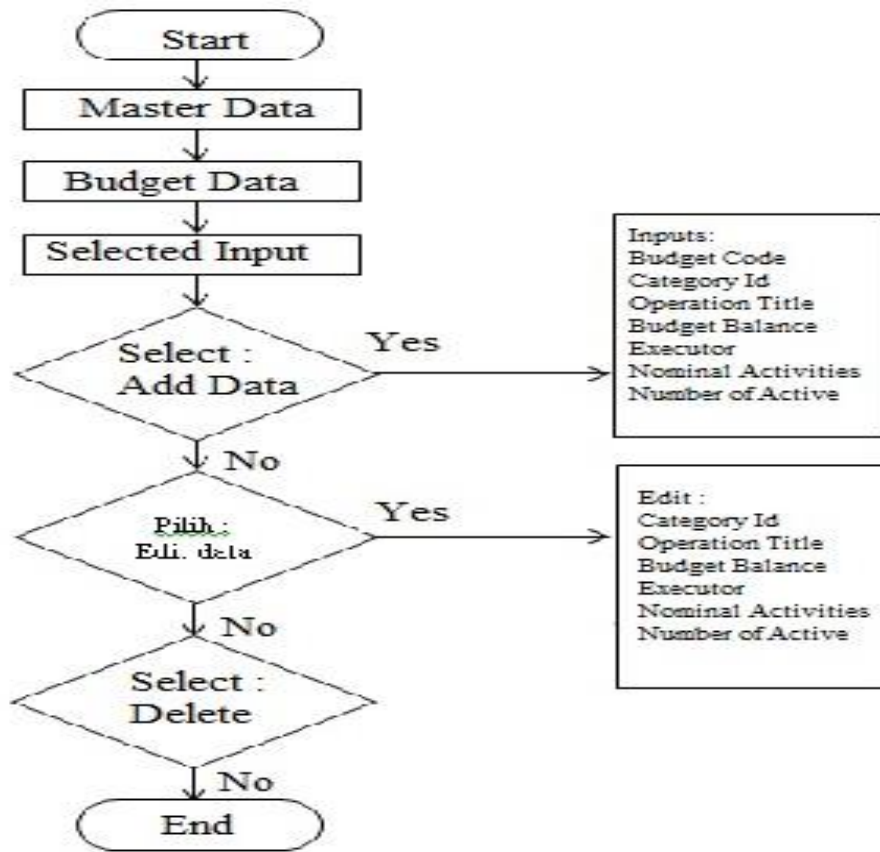 Start
Master Data
Budget Data
Selected Input
Select :
Add Data
Yes
Inputs:
Budget Code
Category Id
Operation Title
Budget Balance
Executor
Nominal Activities
Number of Active
No
Pilih :
Edi. data
Yes
Edit :
Category Id
Operation Title
Budget Balance
Executor
Nominal Activities
Number of Active
No
Select :
Delete
No
End